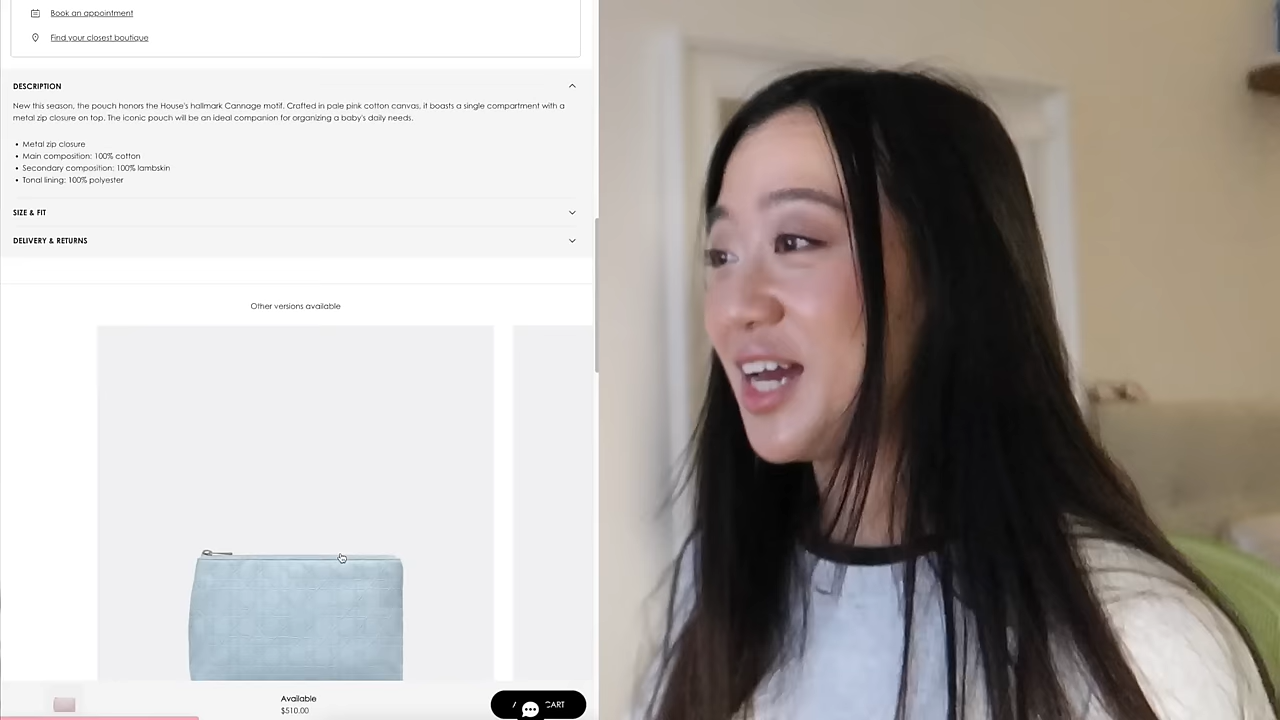 Book an appointment
Find your closest boutique
DESCRIPTION
New this season, the pouch honors the House's hallmark Cannage motif. Crafted in pale pink cotton canvas, it boasts a single compartment with a
metal zip closure on top. The iconic pouch will be an ideal companion for organizing a baby's daily needs.
• Metal zip closure
• Main composition: 100% cotton
• Secondary composition: 100% lambskin
• Tonal lining: 100% polyester
SIZE & FIT
DELIVERY & RETURNS
Other versions available
Available
$510.00
CART